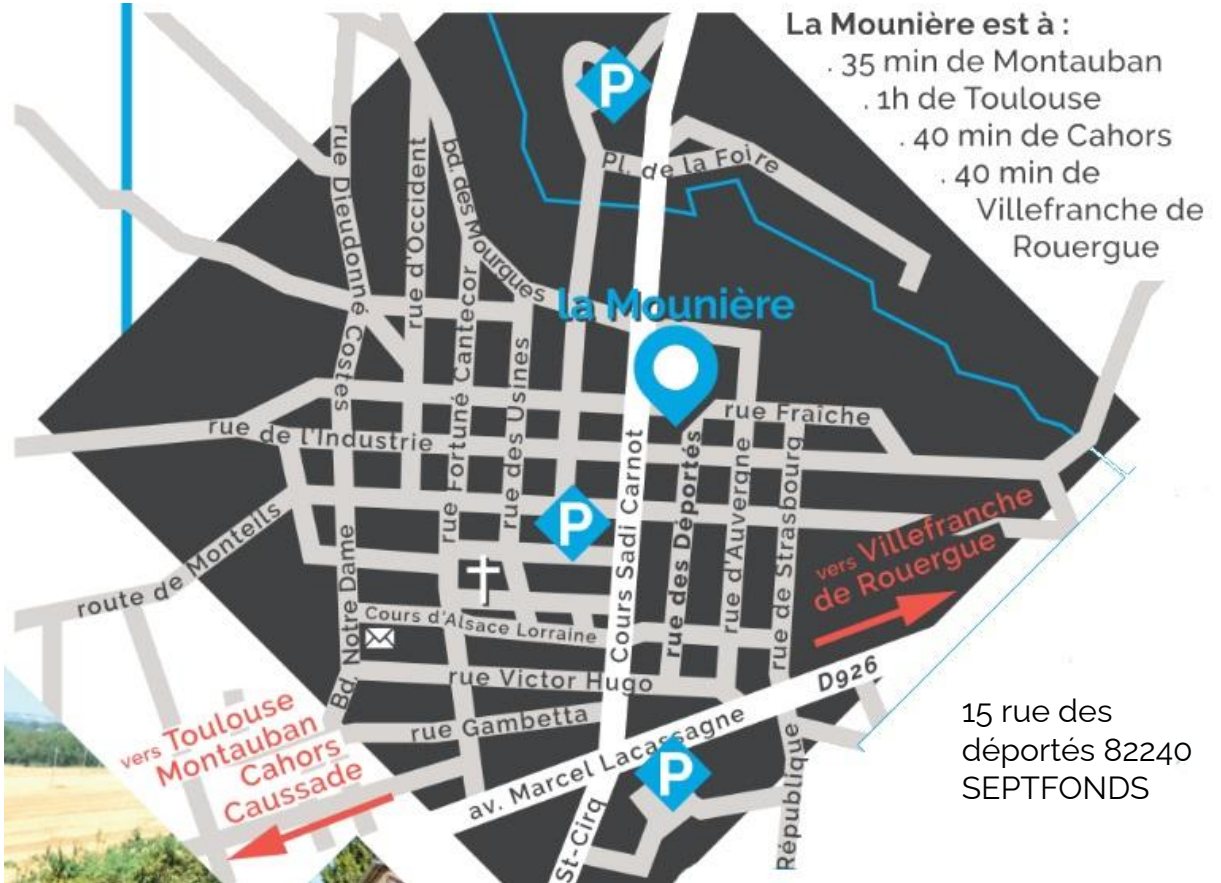 La Mounière est à :
. 35 min de Montauban
. 1h de Toulouse
. 40 min de Cahors
. 40 min de
Villefranche de
Rouergue
P
Pl. de la Foire
rue Dieudonné Costes
rue d'Occident
bd. des Mourgues
rue Fortuné Cantecor
rue des Usines
la Mounière
rue Fraîche
rue de l'Industrie
Cours Sadi Carnot
rue des Déportés
rue d'Auvergne
rue de Strasbourg
P
vers Villefranche
de Rouergue
route de Monteils
Bd. Notre Dame
Cours d'Alsace Lorraine
rue Victor Hugo
rue Gambetta
D926
av. Marcel Lacassagne
P
St-Cirq
République
vers Toulouse
Montauban
Cahors
Caussade
15 rue des
déportés 82240
SEPTFONDS